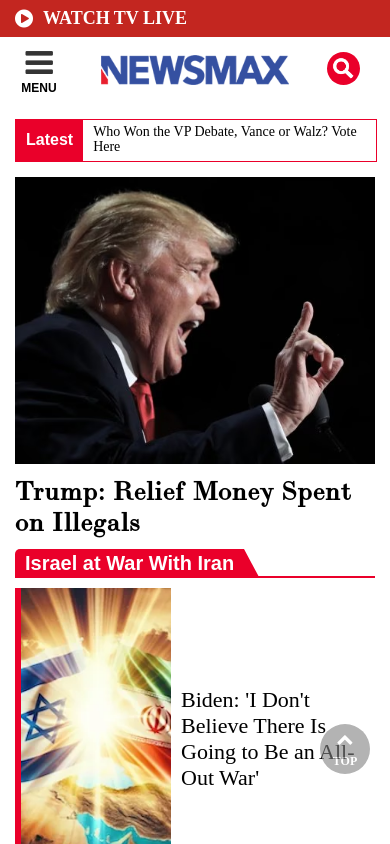 WATCH TV LIVE
MENU
NEWSMAX
Latest
Who Won the VP Debate, Vance or Walz? Vote
Here
Trump: Relief Money Spent
on Illegals
Israel at War With Iran
Biden: 'I Don't
Believe There Is
Going to Be an All-
Out War'
TOP